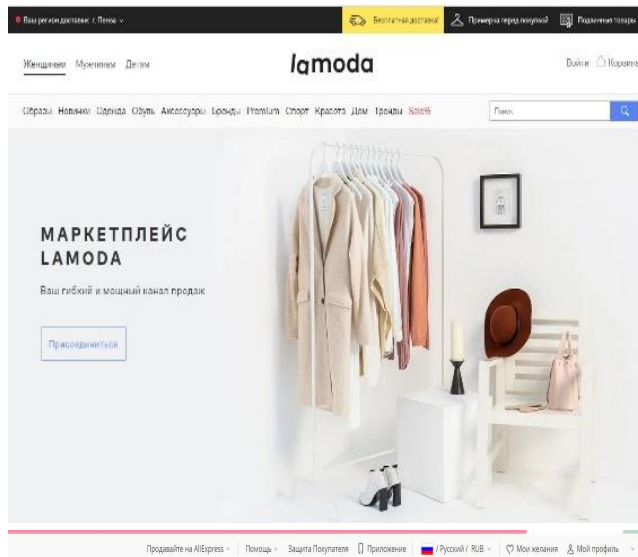 Ваш регион доставки: г. Пенза
Бесплатная доставка!
Примерка перед покупкой
Подлинные товары
Женщинам Мужчинам Детям
lamoda
Войти Корзина
Образы Новинки Одежда Обувь Аксессуары Бренды Premium Спорт Красота Дом Тренды Sale%
Поиск
МАРКЕТПЛЕЙС
LAMODA
Ваш гибкий и мощный канал продаж
Присоединиться
Продавайте на AliExpress Помощь Защита Покупателя Приложение / Русский / RUB Мои желания Мой профиль